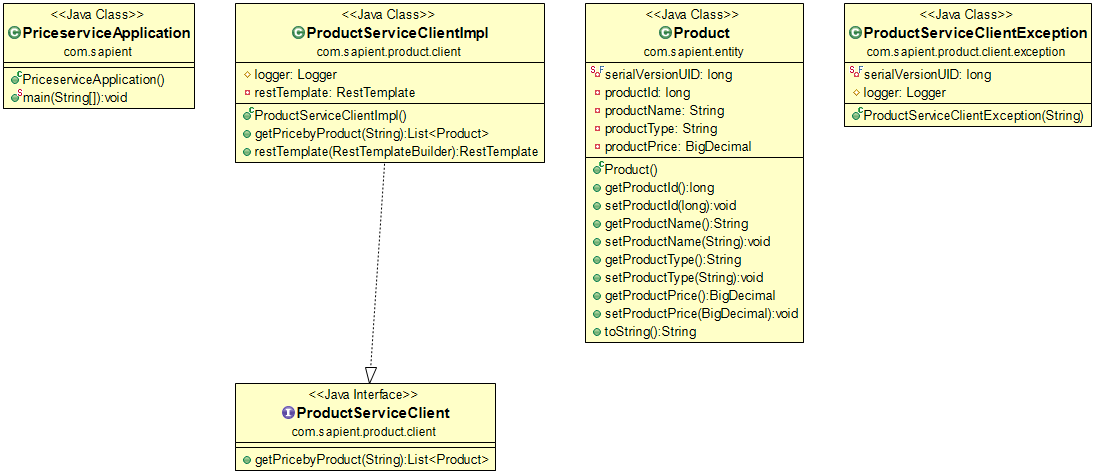 <<Java Class>>
PriceserviceApplication
com.sapient
PriceserviceApplication()
main(String[]):void
<<Java Class>>
ProductServiceClientImpl
com.sapient.product.client
logger: Logger
restTemplate: RestTemplate
ProductServiceClientImpl()
getPricebyProduct(String):List<Product>
restTemplate(RestTemplateBuilder):RestTemplate
<<Java Class>>
Product
com.sapient.entity
serialVersionUID: long
productId: long
productName: String
productType: String
productPrice: BigDecimal
Product()
getProductId():long
setProductId(long):void
getProductName():String
setProductName(String):void
getProductType():String
setProductType(String):void
getProductPrice():BigDecimal
setProductPrice(BigDecimal):void
toString():String
<<Java Class>>
ProductServiceClientException
com.sapient.product.client.exception
serialVersionUID: long
logger: Logger
ProductServiceClientException(String)
<<Java Interface>>
ProductServiceClient
com.sapient.product.client
getPricebyProduct(String):List<Product>